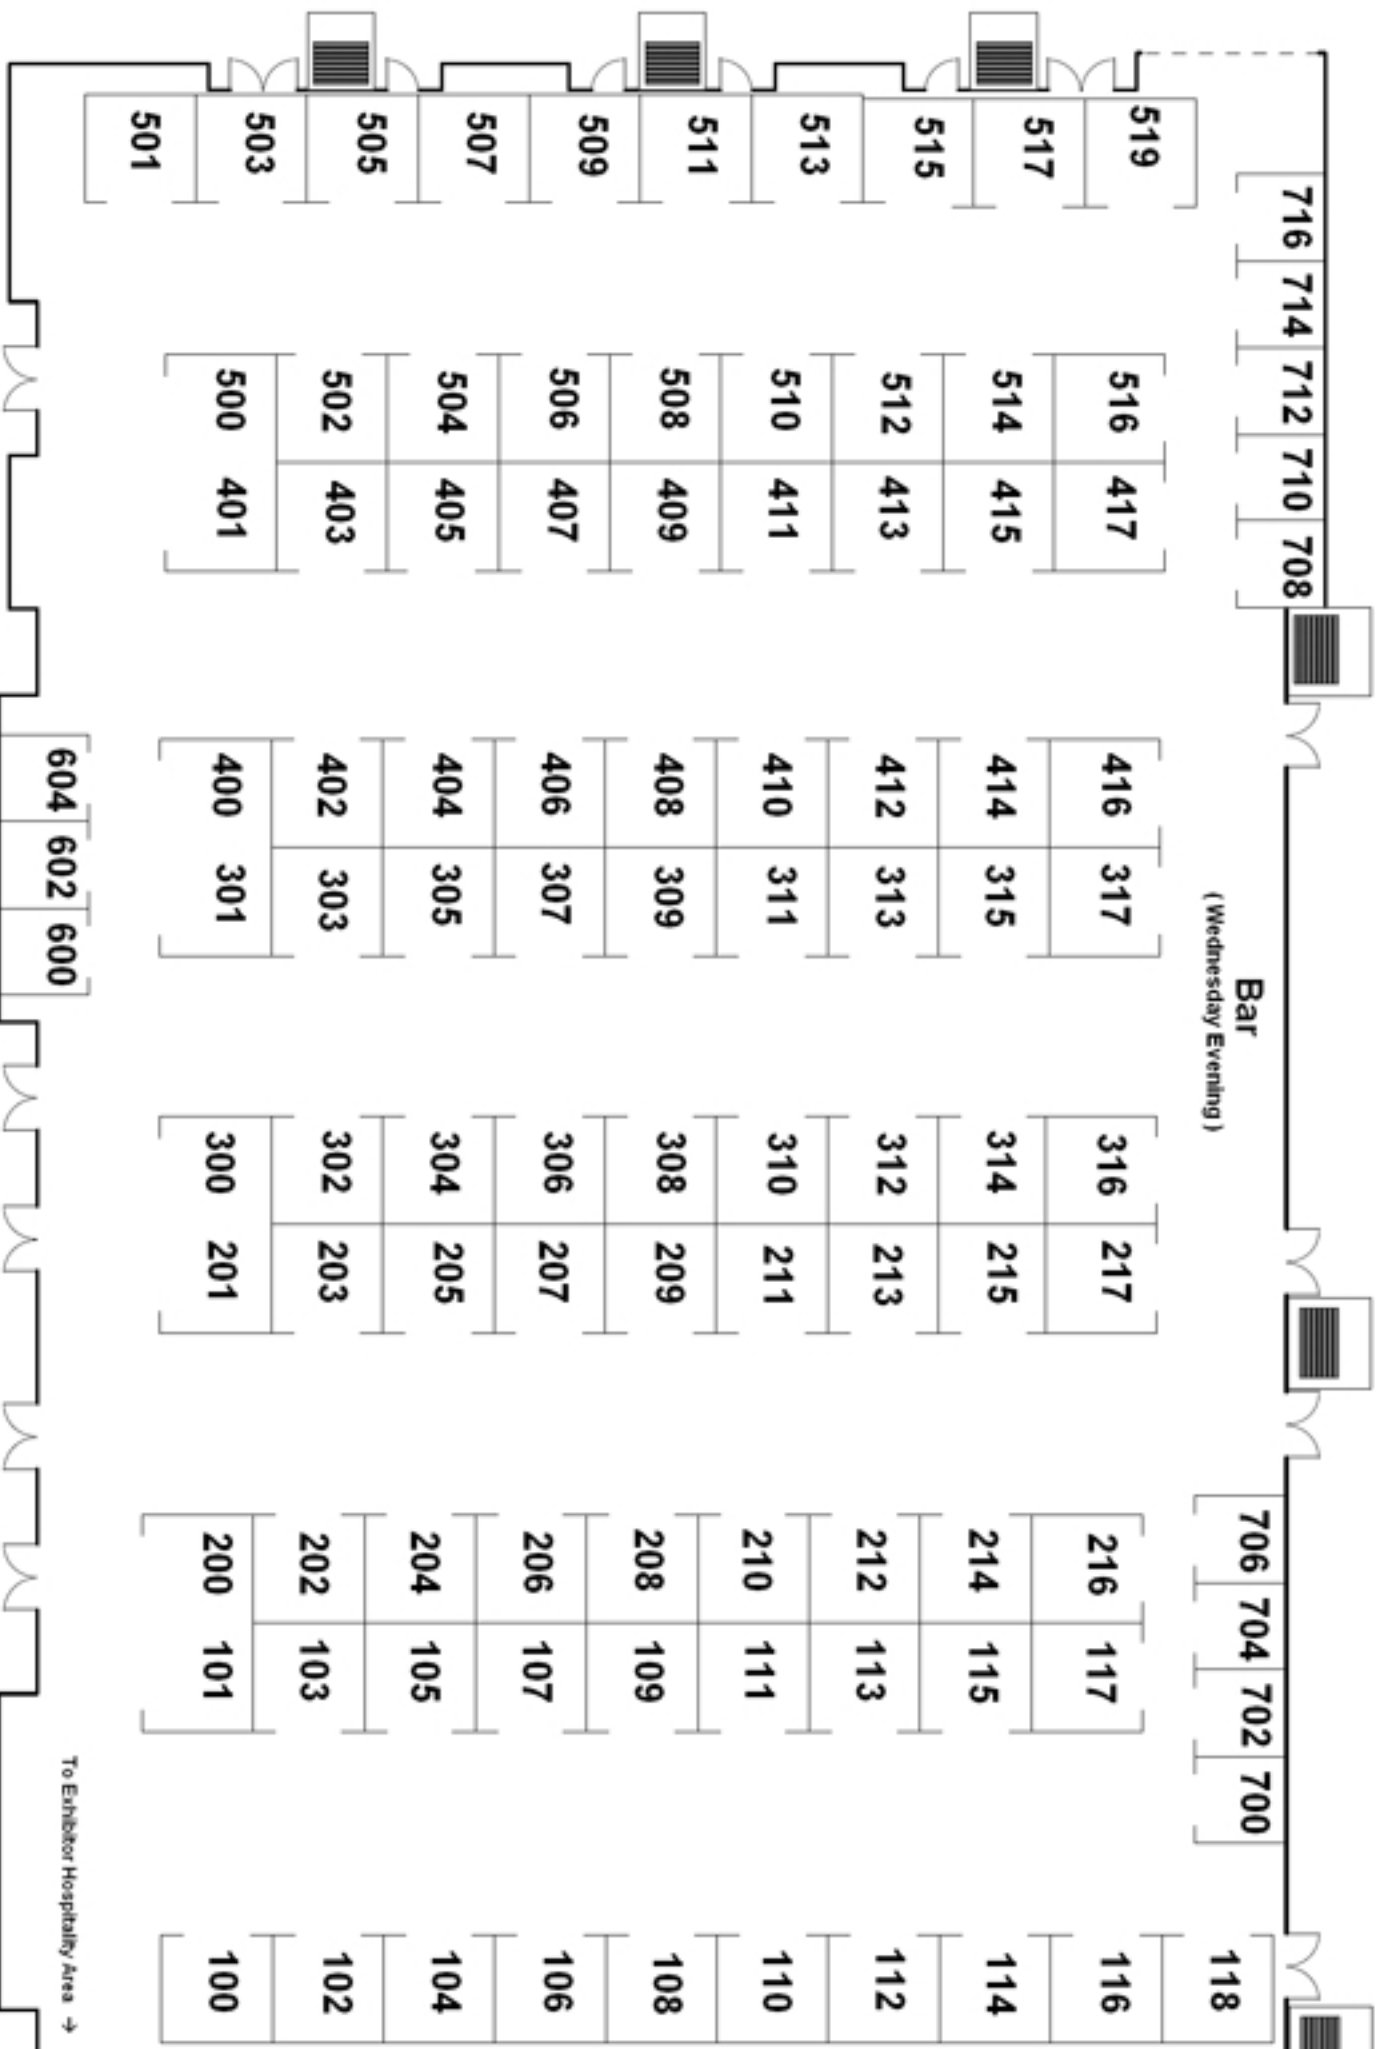 716 714 712 710 708
Bar
706 704 702 700
118
( Wednesday Evening )
519 516 417 416 317 316 217 216 117 116
517 514 415 414 315 314 215 214 115 114
515 512 413 412 313 312 213 212 113 112
513 510 411 410 311 310 211 210 111 110
511 508 409 408 309 308 209 208 109 108
509 506 407 406 307 306 207 206 107 106
507 504 405 404 305 304 205 204 105 104
505 502 403 402 303 302 203 202 103 102
503 500 401 400 301 300 201 200 101 100
501
604 602 600
To Exhibitor Hospitality Area →